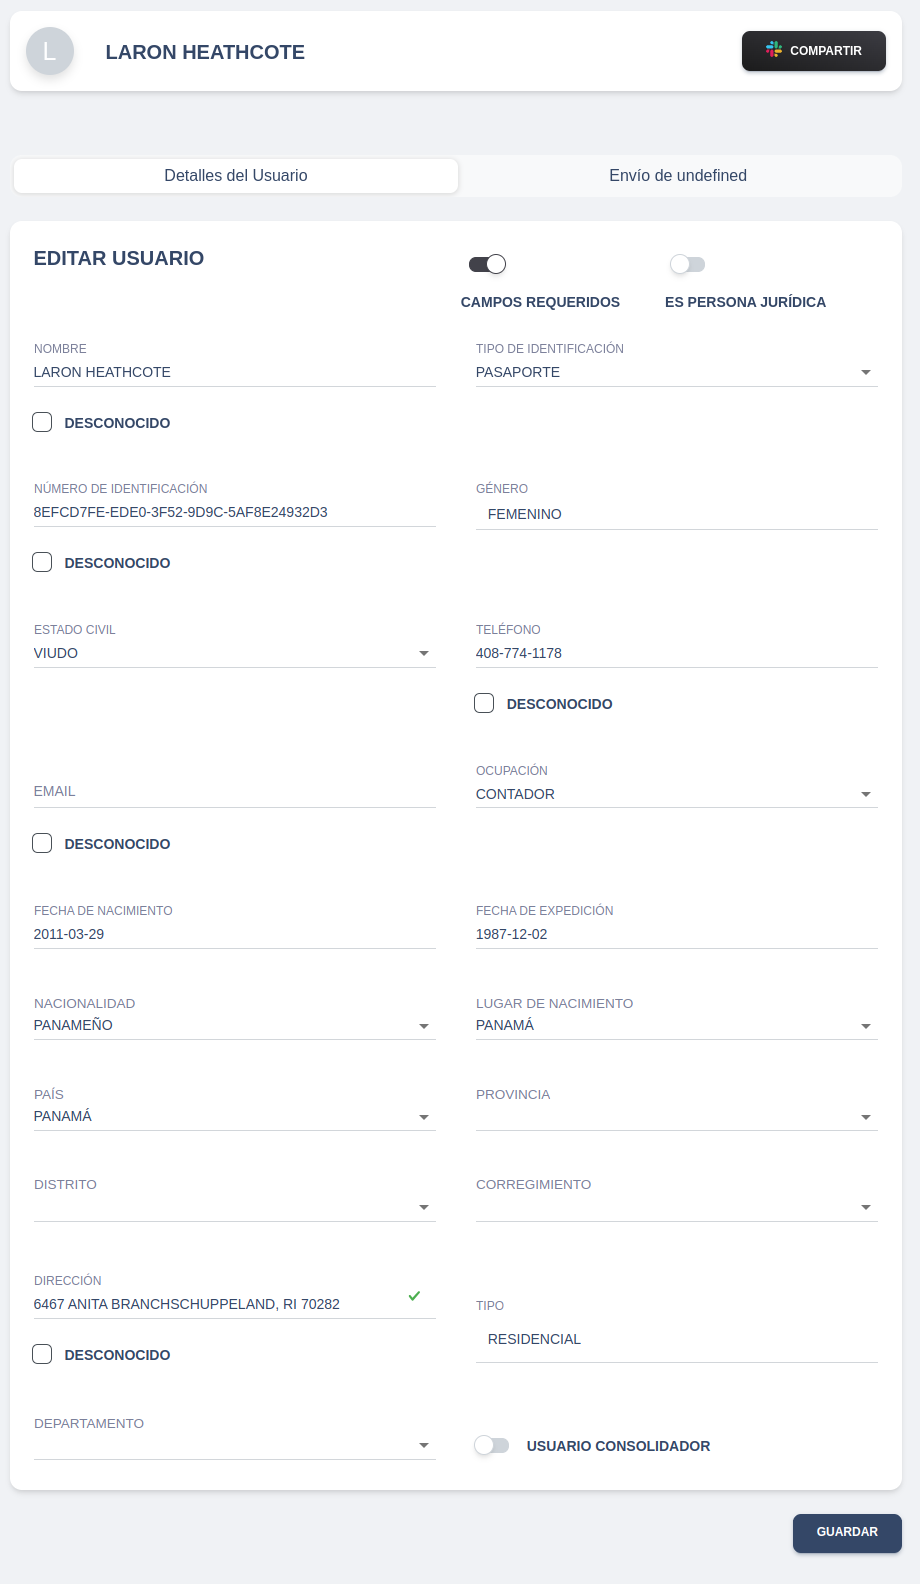 L
LARON HEATHCOTE
COMPARTIR
Detalles del Usuario
Envío de undefined
EDITAR USUARIO
CAMPOS REQUERIDOS
ES PERSONA JURÍDICA
NOMBRE
LARON HEATHCOTE
TIPO DE IDENTIFICACIÓN
PASAPORTE
DESCONOCIDO
NÚMERO DE IDENTIFICACIÓN
8EFCD7FE-EDE0-3F52-9D9C-5AF8E24932D3
GÉNERO
FEMENINO
DESCONOCIDO
ESTADO CIVIL
VIUDO
TELÉFONO
408-774-1178
DESCONOCIDO
EMAIL
OCUPACIÓN
CONTADOR
DESCONOCIDO
FECHA DE NACIMIENTO
2011-03-29
FECHA DE EXPEDICIÓN
1987-12-02
NACIONALIDAD
PANAMEÑO
LUGAR DE NACIMIENTO
PANAMÁ
PAÍS
PANAMÁ
PROVINCIA
DISTRITO
CORREGIMIENTO
DIRECCIÓN
6467 ANITA BRANCHSCHUPPELAND, RI 70282
TIPO
RESIDENCIAL
DESCONOCIDO
DEPARTAMENTO
USUARIO CONSOLIDADOR
GUARDAR